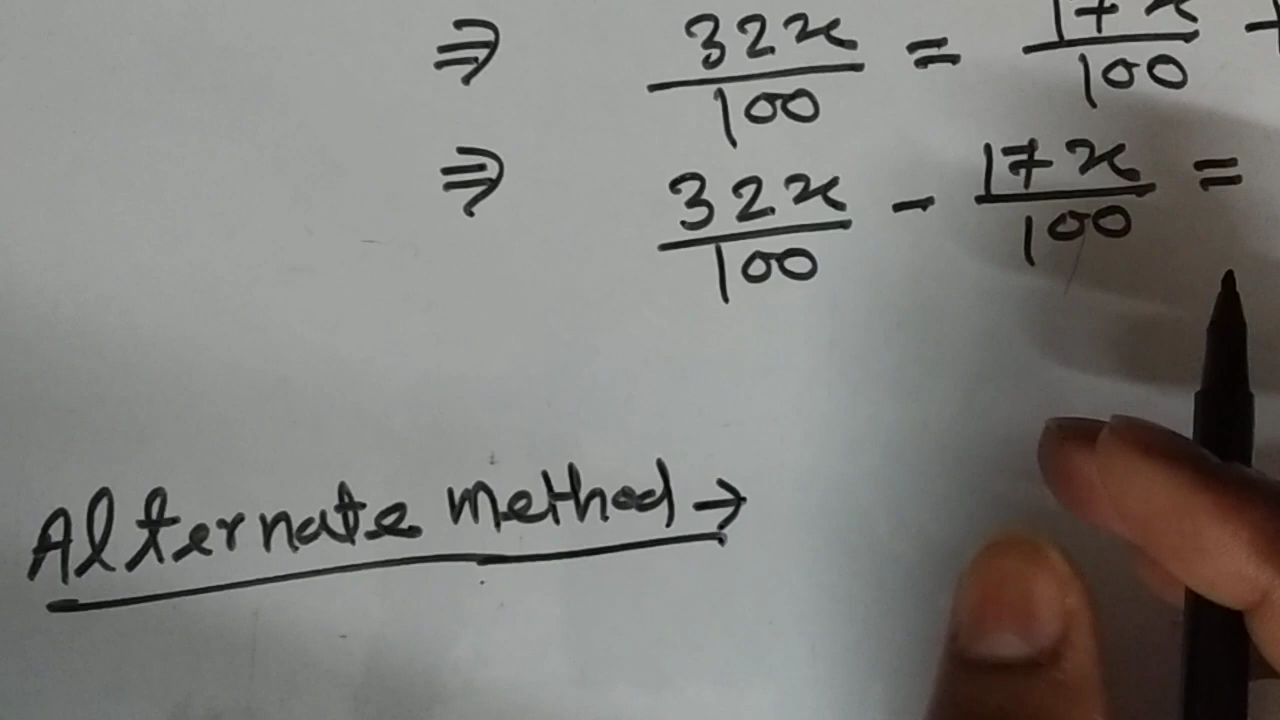 ⇒ 32x/100 = 17x/100
⇒ 32x/100 - 17x/100 =
Alternate method →